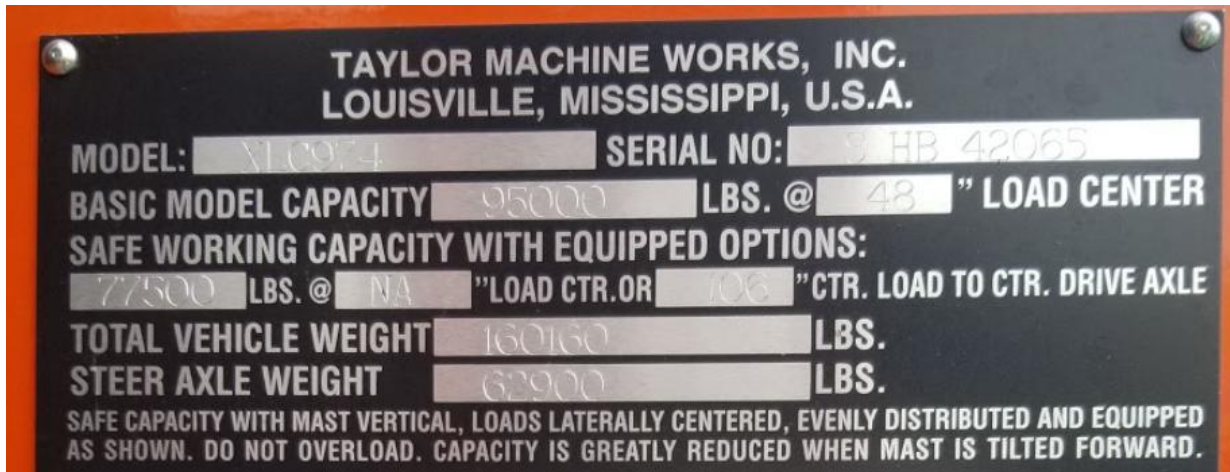 TAYLOR MACHINE WORKS, INC.
LOUISVILLE, MISSISSIPPI, U.S.A.
MODEL: XLC974 SERIAL NO: S HB 42065
BASIC MODEL CAPACITY 95000 LBS. @ 48 " LOAD CENTER
SAFE WORKING CAPACITY WITH EQUIPPED OPTIONS:
77500 LBS. @ NA "LOAD CTR.OR 106 "CTR. LOAD TO CTR. DRIVE AXLE
TOTAL VEHICLE WEIGHT 160160 LBS.
STEER AXLE WEIGHT 62900 LBS.
SAFE CAPACITY WITH MAST VERTICAL, LOADS LATERALLY CENTERED, EVENLY DISTRIBUTED AND EQUIPPED
AS SHOWN. DO NOT OVERLOAD. CAPACITY IS GREATLY REDUCED WHEN MAST IS TILTED FORWARD.